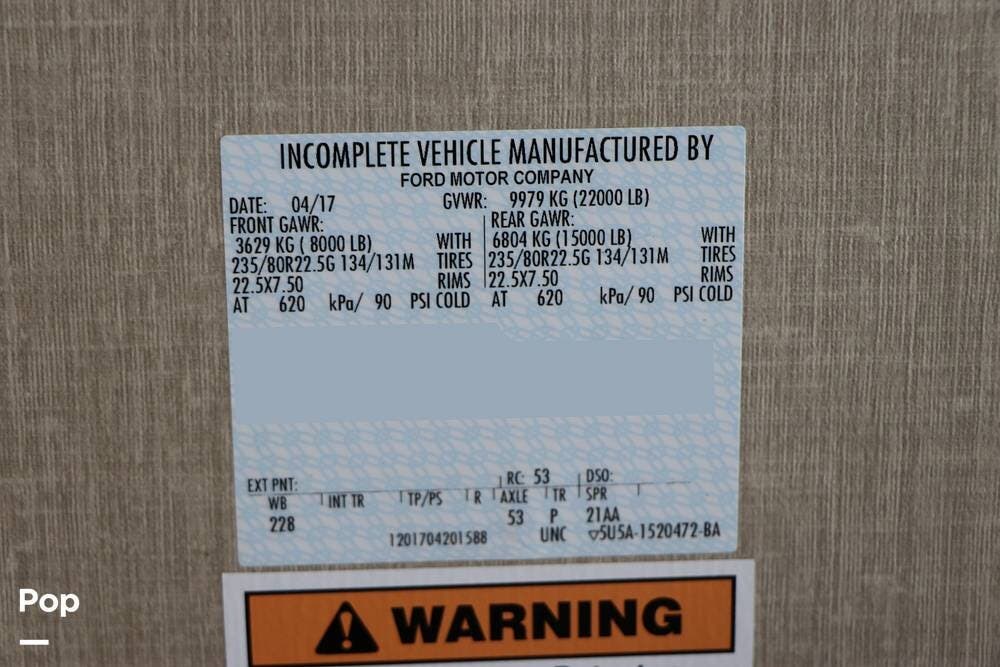 INCOMPLETE VEHICLE MANUFACTURED BY
FORD MOTOR COMPANY
DATE: 04/17 GVWR: 9979 KG (22000 LB)
FRONT GAWR: REAR GAWR:
3629 KG ( 8000 LB) WITH 6804 KG (15000 LB) WITH
235/80R22.5G 134/131M TIRES 235/80R22.5G 134/131M TIRES
22.5X7.50 RIMS 22.5X7.50 RIMS
AT 620 kPa/ 90 PSI COLD AT 620 kPa/ 90 PSI COLD
EXT PNT: RC: 53 DSO:
WB INT TR TP/PS R AXLE TR SPR
228 53 P 21AA
1201704201588 UNC ▽5U5A-1520472-BA
WARNING
Pop